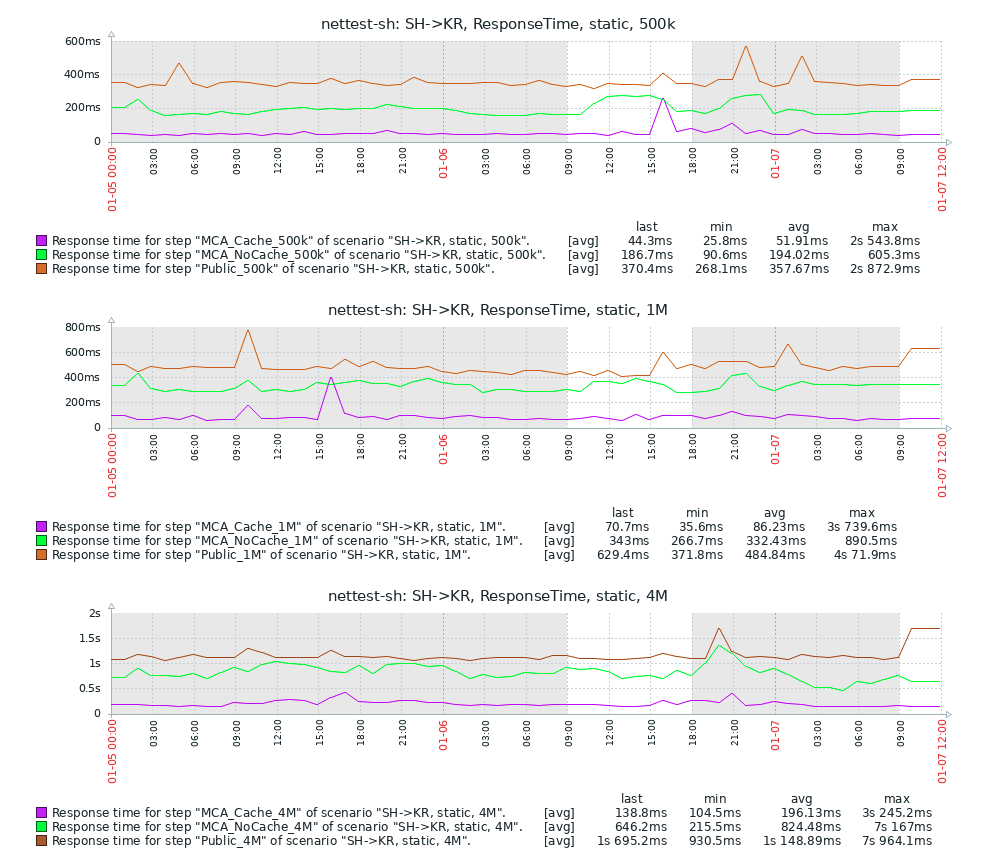 nettest-sh: SH->KR, ResponseTime, static, 500k
600ms
400ms
200ms
0
01-05 00:00 03:00 06:00 09:00 12:00 15:00 18:00 21:00 01-06 03:00 06:00 09:00 12:00 15:00 18:00 21:00 01-07 03:00 06:00 09:00 01-07 12:00
last min avg max
Response time for step "MCA_Cache_500k" of scenario "SH->KR, static, 500k". [avg] 44.3ms 25.8ms 51.91ms 2s 543.8ms
Response time for step "MCA_NoCache_500k" of scenario "SH->KR, static, 500k". [avg] 186.7ms 90.6ms 194.02ms 605.3ms
Response time for step "Public_500k" of scenario "SH->KR, static, 500k". [avg] 370.4ms 268.1ms 357.67ms 2s 872.9ms
nettest-sh: SH->KR, ResponseTime, static, 1M
800ms
600ms
400ms
200ms
0
01-05 00:00 03:00 06:00 09:00 12:00 15:00 18:00 21:00 01-06 03:00 06:00 09:00 12:00 15:00 18:00 21:00 01-07 03:00 06:00 09:00 01-07 12:00
last min avg max
Response time for step "MCA_Cache_1M" of scenario "SH->KR, static, 1M". [avg] 70.7ms 35.6ms 86.23ms 3s 739.6ms
Response time for step "MCA_NoCache_1M" of scenario "SH->KR, static, 1M". [avg] 343ms 266.7ms 332.43ms 890.5ms
Response time for step "Public_1M" of scenario "SH->KR, static, 1M". [avg] 629.4ms 371.8ms 484.84ms 4s 71.9ms
nettest-sh: SH->KR, ResponseTime, static, 4M
2s
1.5s
1s
0.5s
0
01-05 00:00 03:00 06:00 09:00 12:00 15:00 18:00 21:00 01-06 03:00 06:00 09:00 12:00 15:00 18:00 21:00 01-07 03:00 06:00 09:00 01-07 12:00
last min avg max
Response time for step "MCA_Cache_4M" of scenario "SH->KR, static, 4M". [avg] 138.8ms 104.5ms 196.13ms 3s 245.2ms
Response time for step "MCA_NoCache_4M" of scenario "SH->KR, static, 4M". [avg] 646.2ms 215.5ms 824.48ms 7s 167ms
Response time for step "Public_4M" of scenario "SH->KR, static, 4M". [avg] 1s 695.2ms 930.5ms 1s 148.89ms 7s 964.1ms